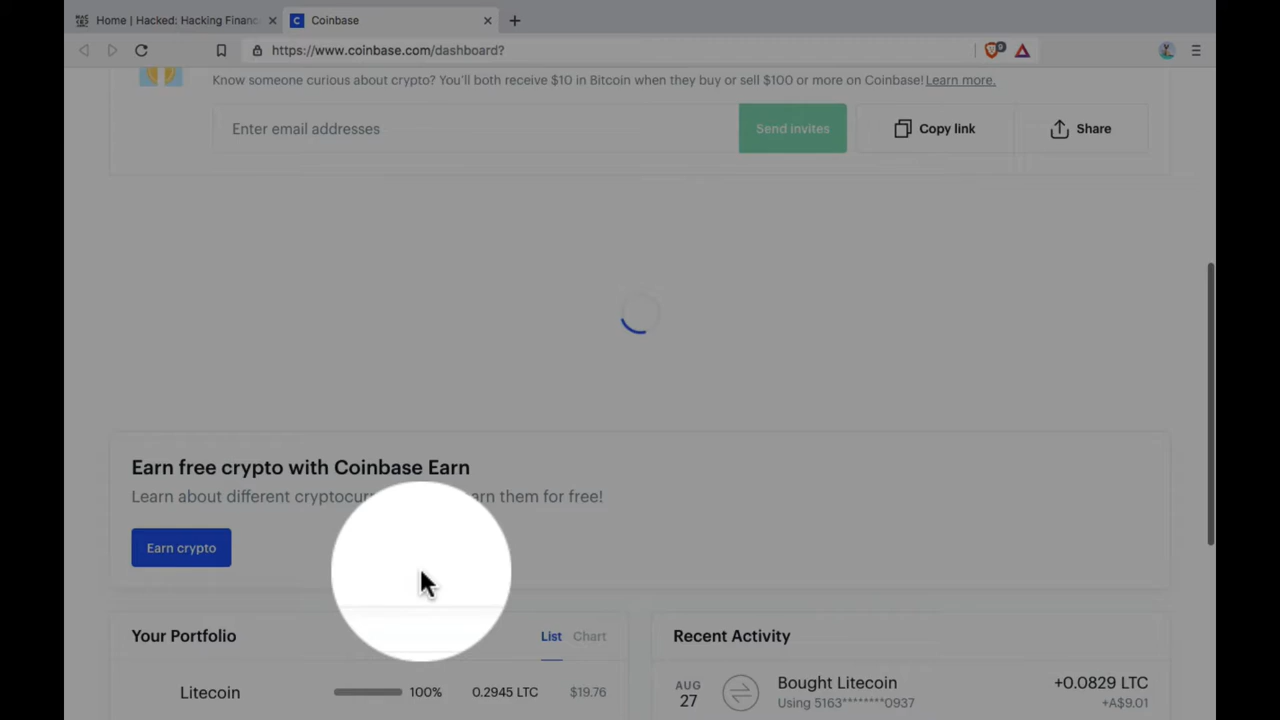 Home | Hacked: Hacking Financ
Coinbase
https://www.coinbase.com/dashboard?
9
Know someone curious about crypto? You'll both receive $10 in Bitcoin when they buy or sell $100 or more on Coinbase! Learn more.
Enter email addresses
Send invites
Copy link
Share
Earn free crypto with Coinbase Earn
Learn about different cryptocur arn them for free!
Earn crypto
Your Portfolio
List
Chart
Litecoin
100%
0.2945 LTC
$19.76
Recent Activity
AUG
27
Bought Litecoin
Using 5163********0937
+0.0829 LTC
+A$9.01